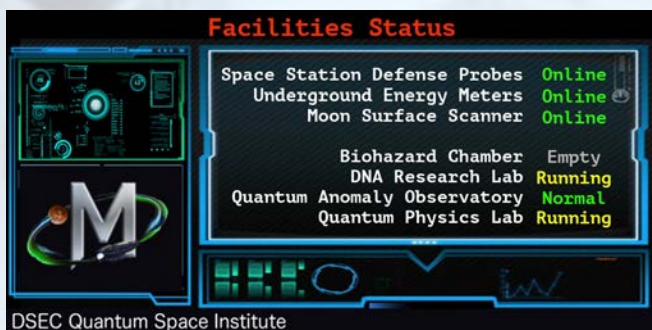 Facilities Status
Space Station Defense Probes Online
Underground Energy Meters Online
Moon Surface Scanner Online
Biohazard Chamber Empty
DNA Research Lab Running
Quantum Anomaly Observatory Normal
Quantum Physics Lab Running
M
DSEC Quantum Space Institute